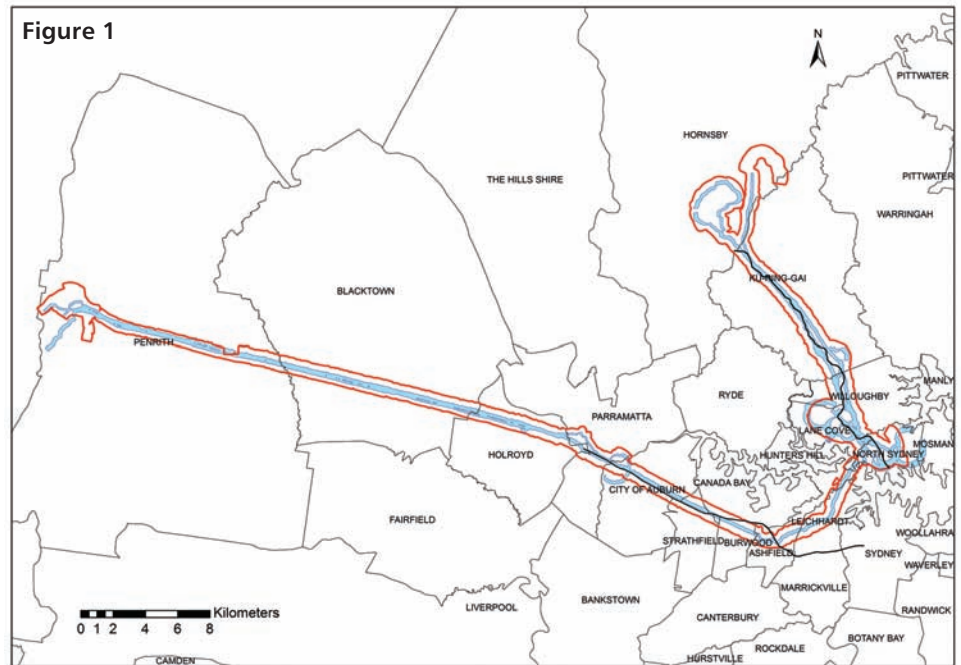 Figure 1
N
PITTWATER
HORNSBY
THE HILLS SHIRE
PITTWATER
WARRINGAH
KU-RING-GAI
BLACKTOWN
PENRITH
MANLY
WILLOUGHBY
RYDE
PARRAMATTA
LANE COVE
MOSMAN
HOLROYD
HUNTERS HILL
NORTH SYDNEY
CANADA BAY
CITY OF AUBURN
FAIRFIELD
LEICHHARDT
WOOLLAHRA
STRATHFIELD
BURWOOD
ASHFIELD
SYDNEY
WAVERLEY
MARRICKVILLE
BANKSTOWN
LIVERPOOL
RANDWICK
CANTERBURY
Kilometers
0 1 2 4 6 8
BOTANY BAY
ROCKDALE
HURSTVILLE
CAMDEN